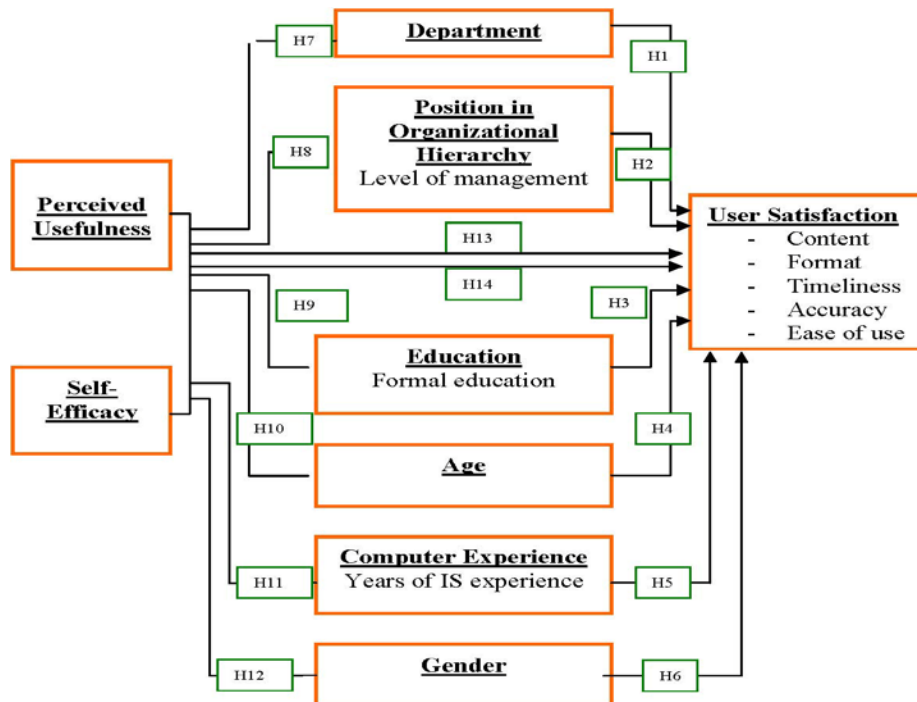 H7
Department
H1
Position in
Organizational
Hierarchy
Level of management
H8
H2
Perceived
Usefulness
H13
H14
User Satisfaction
- Content
- Format
- Timeliness
- Accuracy
- Ease of use
H9
H3
Education
Formal education
Self-
Efficacy
H10
H4
Age
Computer Experience
Years of IS experience
H11
H5
Gender
H12
H6